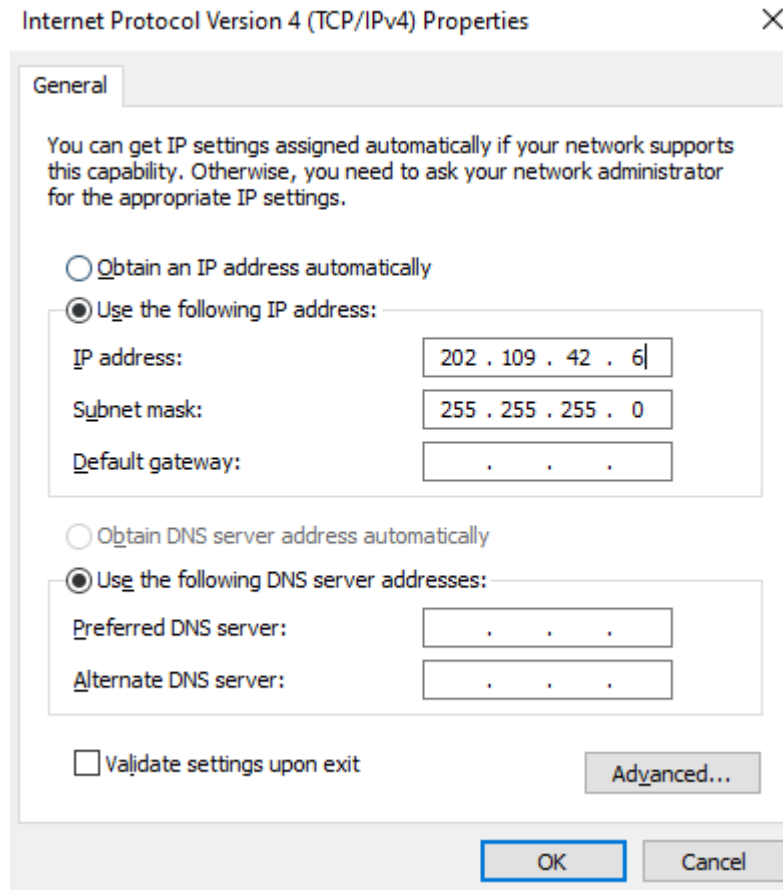 Internet Protocol Version 4 (TCP/IPv4) Properties
General
You can get IP settings assigned automatically if your network supports
this capability. Otherwise, you need to ask your network administrator
for the appropriate IP settings.
Obtain an IP address automatically
Use the following IP address:
IP address: 202 . 109 . 42 . 6
Subnet mask: 255 . 255 . 255 . 0
Default gateway: . . .
Obtain DNS server address automatically
Use the following DNS server addresses:
Preferred DNS server: . . .
Alternate DNS server: . . .
Validate settings upon exit
Advanced...
OK Cancel